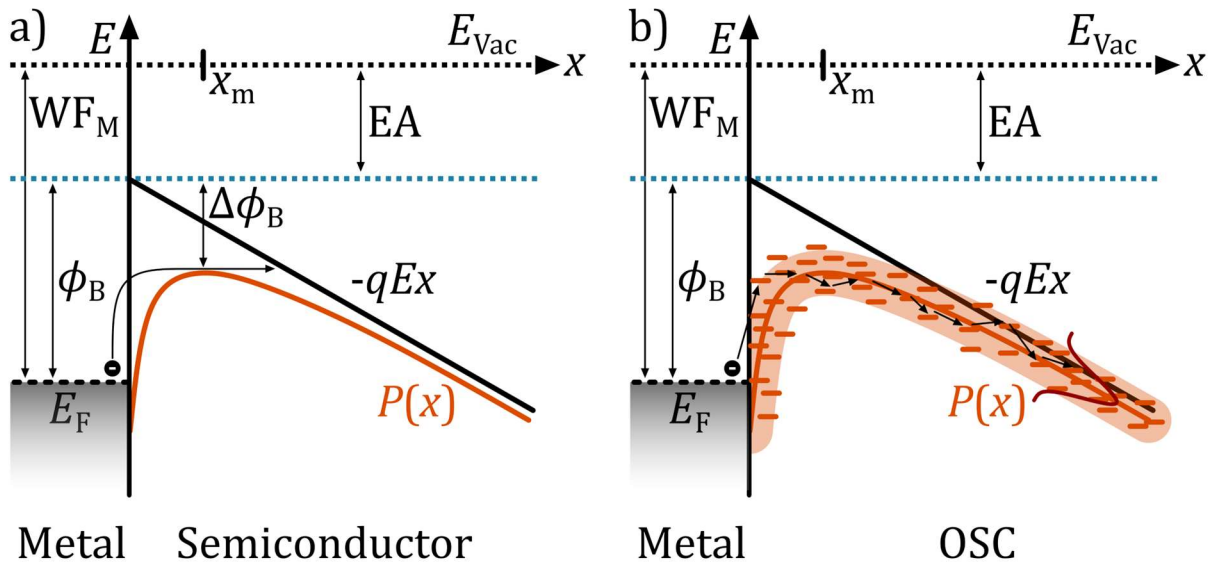 a)
E
E_Vac
x
x_m
WF_M
EA
Δϕ_B
ϕ_B
-qEx
E_F
P(x)
Metal
Semiconductor
b)
E
E_Vac
x
x_m
WF_M
EA
ϕ_B
-qEx
E_F
P(x)
Metal
OSC